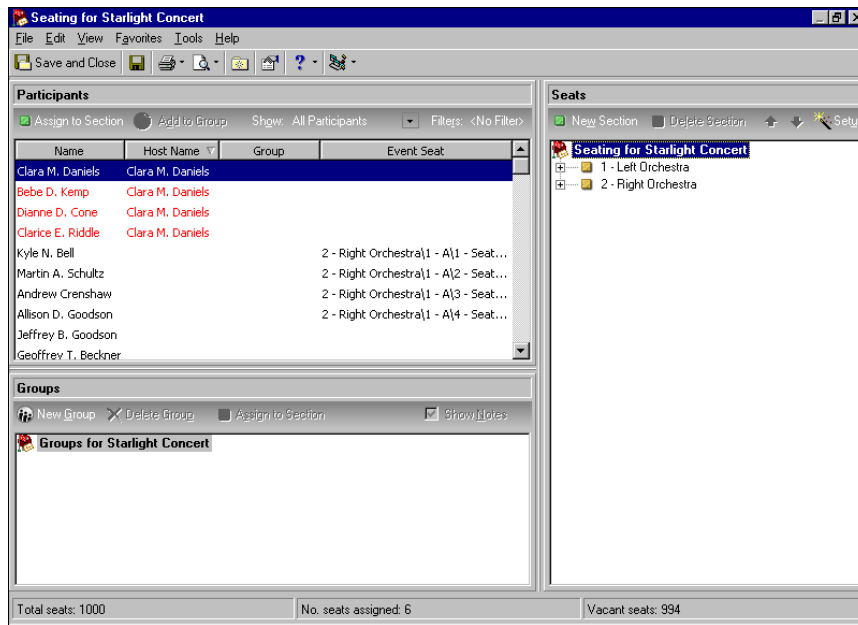 Seating for Starlight Concert
File Edit View Favorites Tools Help
Save and Close ?
Participants
Assign to Section Add to Group Show: All Participants Filters: <No Filter>
Name Host Name Group Event Seat
Clara M. Daniels Clara M. Daniels
Bebe D. Kemp Clara M. Daniels
Dianne D. Cone Clara M. Daniels
Clarice E. Riddle Clara M. Daniels
Kyle N. Bell 2 - Right Orchestra\1 - A\1 - Seat...
Martin A. Schultz 2 - Right Orchestra\1 - A\2 - Seat...
Andrew Crenshaw 2 - Right Orchestra\1 - A\3 - Seat...
Allison D. Goodson 2 - Right Orchestra\1 - A\4 - Seat...
Jeffrey B. Goodson
Geoffrey T. Beckner
Groups
New Group Delete Group Assign to Section Show Notes
Groups for Starlight Concert
Seats
New Section Delete Section Setu
Seating for Starlight Concert
1 - Left Orchestra
2 - Right Orchestra
Total seats: 1000 No. seats assigned: 6 Vacant seats: 994